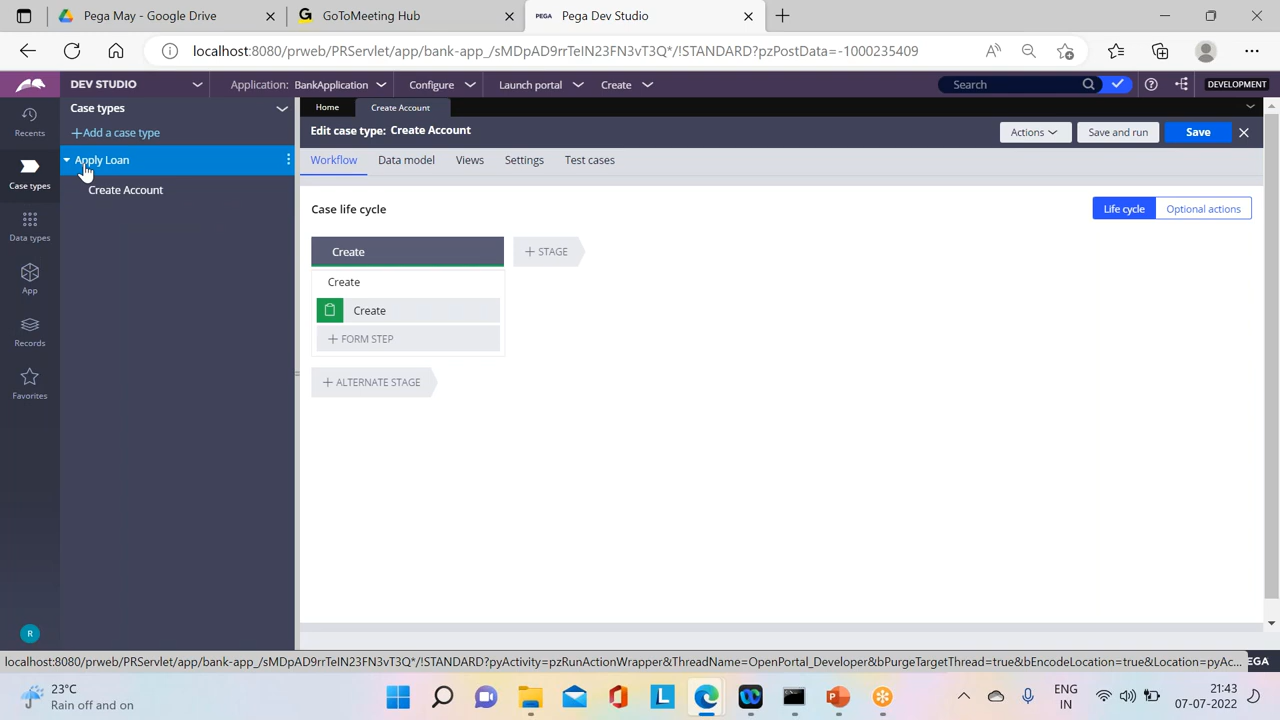 Pega May - Google Drive
GoToMeeting Hub
PEGA Pega Dev Studio
localhost:8080/prweb/PRServlet/app/bank-app_/sMDpAD9rrTeIN23FN3vT3Q*/!STANDARD?pzPostData=-1000235409
DEV STUDIO
Application: BankApplication
Configure
Launch portal
Create
Search
DEVELOPMENT
Recents
Case types
Data types
App
Records
Favorites
R
Case types
+Add a case type
Apply Loan
Create Account
Home
Create Account
Edit case type: Create Account
Actions
Save and run
Save
Workflow
Data model
Views
Settings
Test cases
Case life cycle
Life cycle
Optional actions
Create
+ STAGE
Create
Create
+ FORM STEP
+ ALTERNATE STAGE
localhost:8080/prweb/PRServlet/app/bank-app_/sMDpAD9rrTeIN23FN3vT3Q*/!STANDARD?pyActivity=pzRunActionWrapper&ThreadName=OpenPortal_Developer&bPurgeTargetThread=true&bEncodeLocation=true&Location=pyAc...
EGA
23°C
Rain off and on
ENG
IN
21:43
07-07-2022